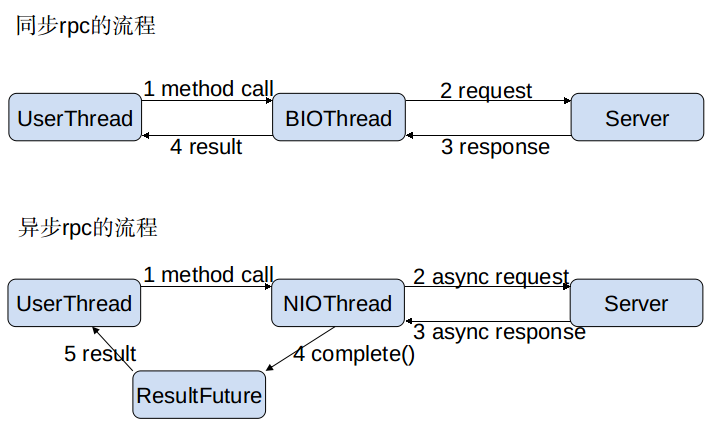 同步rpc的流程
1 method call
2 request
UserThread
BIOThread
Server
4 result
3 response
异步rpc的流程
1 method call
2 async request
UserThread
NIOThread
Server
3 async response
5 result
4 complete()
ResultFuture